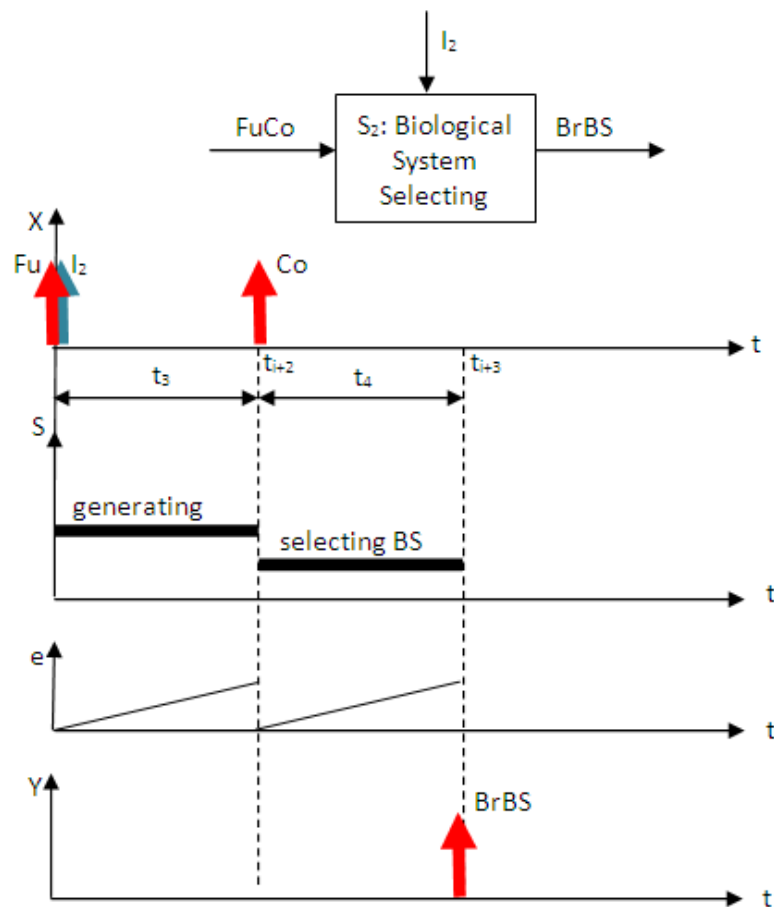 I₂
FuCo
S₂: Biological
System
Selecting
BrBS
X
Fu
I₂
Co
t
t₃
tᵢ₊₂
t₄
tᵢ₊₃
S
generating
selecting BS
t
e
t
Y
BrBS
t